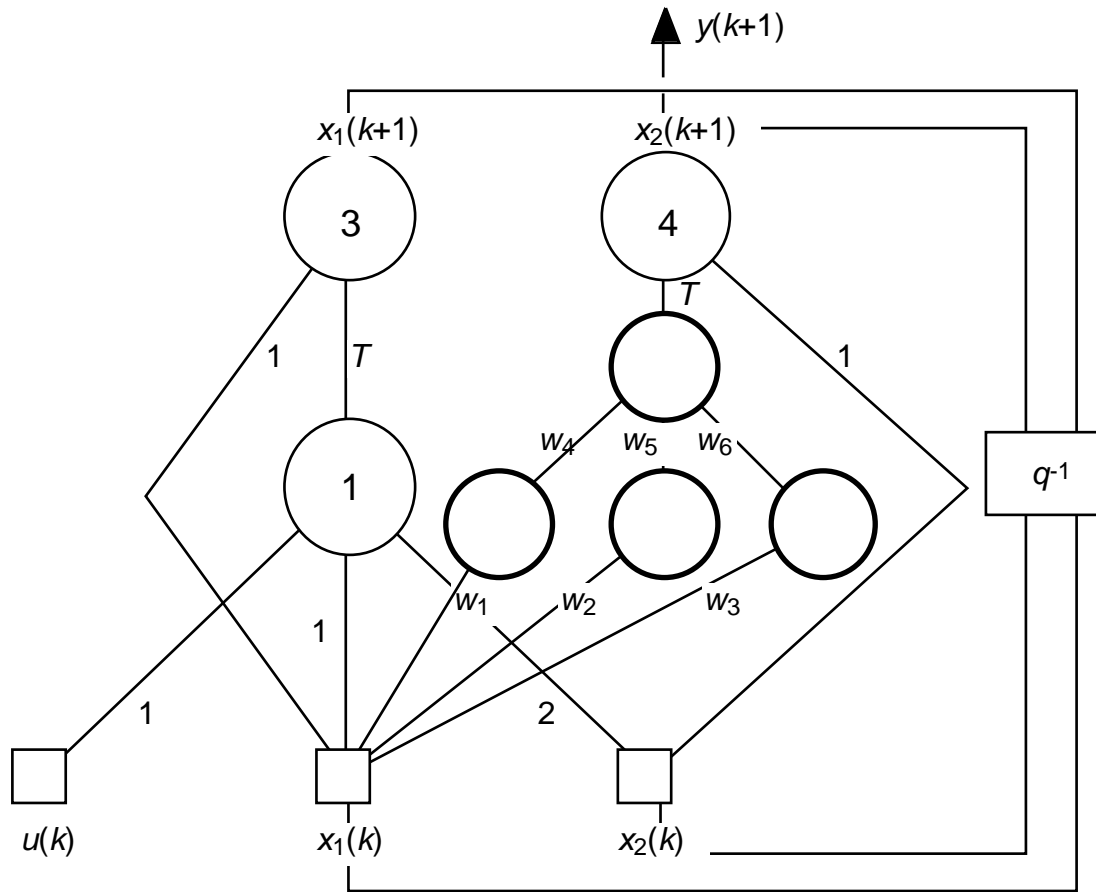 y(k+1)
x1(k+1) x2(k+1)
3 4
T
1 T 1
w4 w5 w6
1 q-1
w1 w2 w3
1
1 2
u(k) x1(k) x2(k)